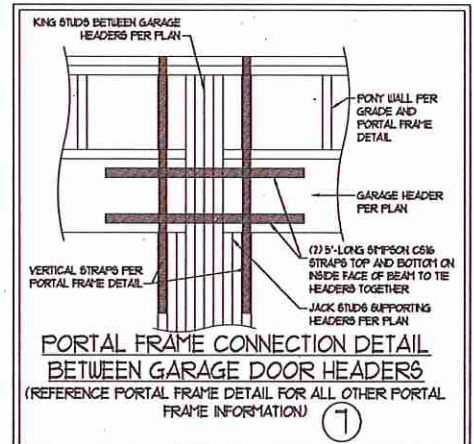 KING STUDS BETWEEN GARAGE
HEADERS PER PLAN
PONY WALL PER
GRADE AND
PORTAL FRAME
DETAIL
GARAGE HEADER
PER PLAN
(2) 5'-LONG SIMPSON CS16
STRAPS TOP AND BOTTOM ON
INSIDE FACE OF BEAM TO TIE
HEADERS TOGETHER
VERTICAL STRAPS PER
PORTAL FRAME DETAIL
JACK STUDS SUPPORTING
HEADERS PER PLAN
PORTAL FRAME CONNECTION DETAIL
BETWEEN GARAGE DOOR HEADERS
(REFERENCE PORTAL FRAME DETAIL FOR ALL OTHER PORTAL
FRAME INFORMATION)
7